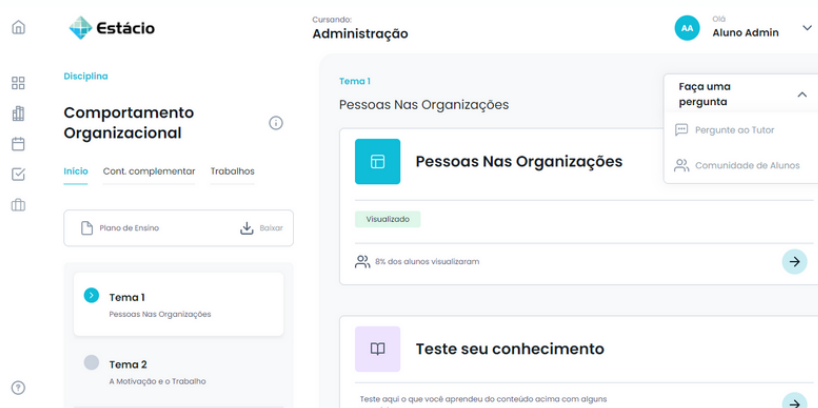 Estácio
Cursando:
Administração
AA
Olá
Aluno Admin
Disciplina
Comportamento
Organizacional
Início Cont. complementar Trabalhos
Plano de Ensino
Baixar
Tema 1
Pessoas Nas Organizações
Tema 2
A Motivação e o Trabalho
Tema 1
Pessoas Nas Organizações
Faça uma
pergunta
Pergunte ao Tutor
Comunidade de Alunos
Pessoas Nas Organizações
Visualizado
8% dos alunos visualizaram
Teste seu conhecimento
Teste aqui o que você aprendeu do conteúdo acima com alguns